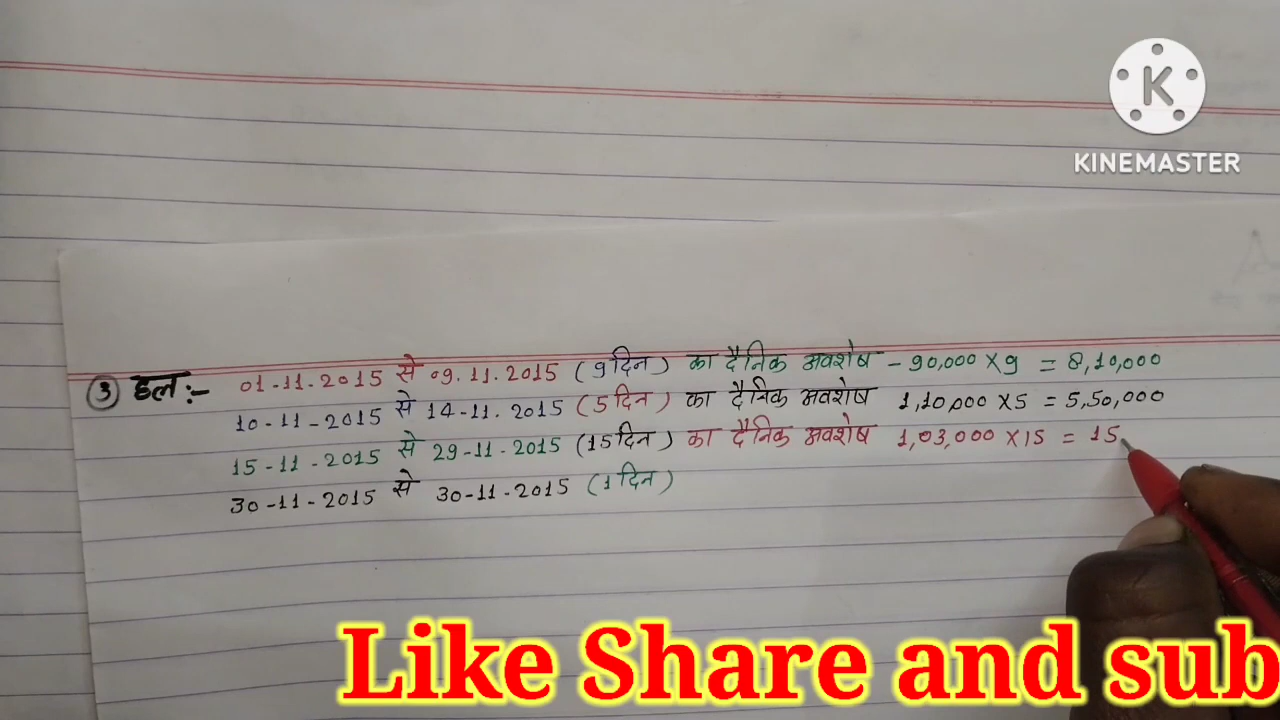 K
KINEMASTER
③ हल :- 01-11-2015 से 09.11.2015 (9 दिन) का दैनिक अवशेष - 90,000 × 9 = 8,10,000
10-11-2015 से 14-11.2015 (5 दिन) का दैनिक अवशेष 1,10,000 × 5 = 5,50,000
15-11-2015 से 29-11-2015 (15 दिन) का दैनिक अवशेष 1,03,000 × 15 = 15,
30-11-2015 से 30-11-2015 (1 दिन)
Like Share and sub